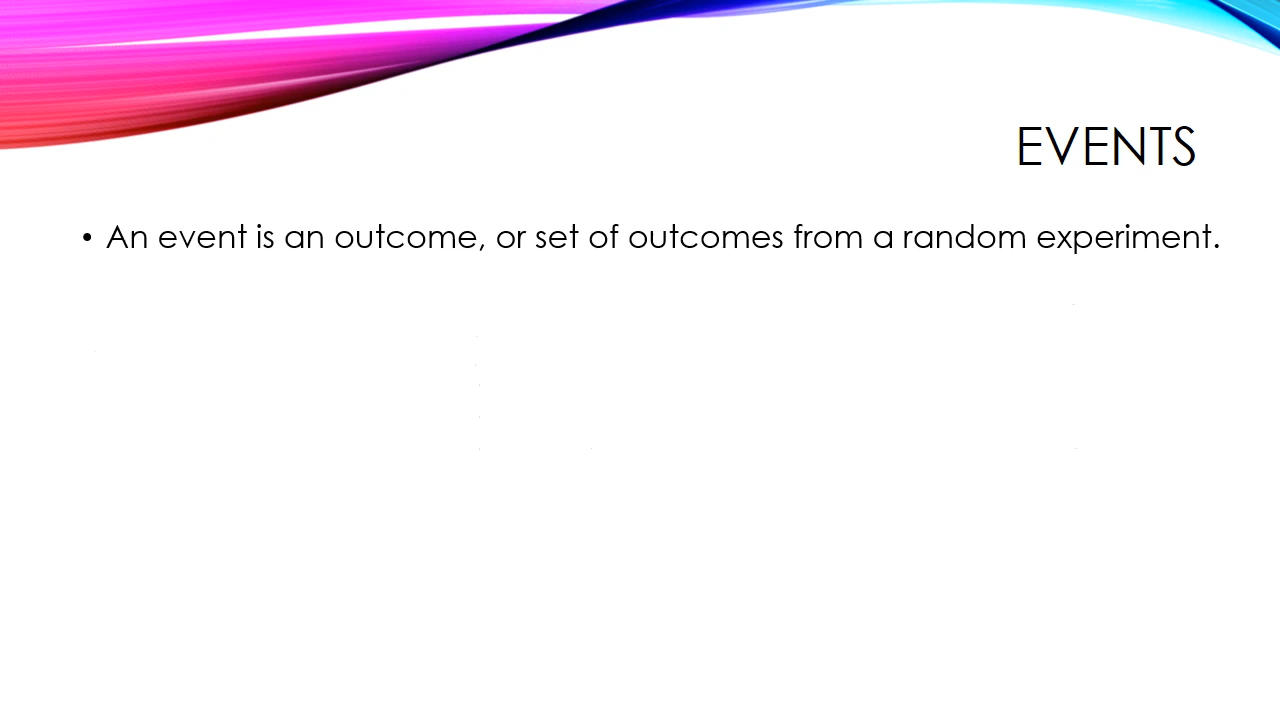 EVENTS
• An event is an outcome, or set of outcomes from a random experiment.